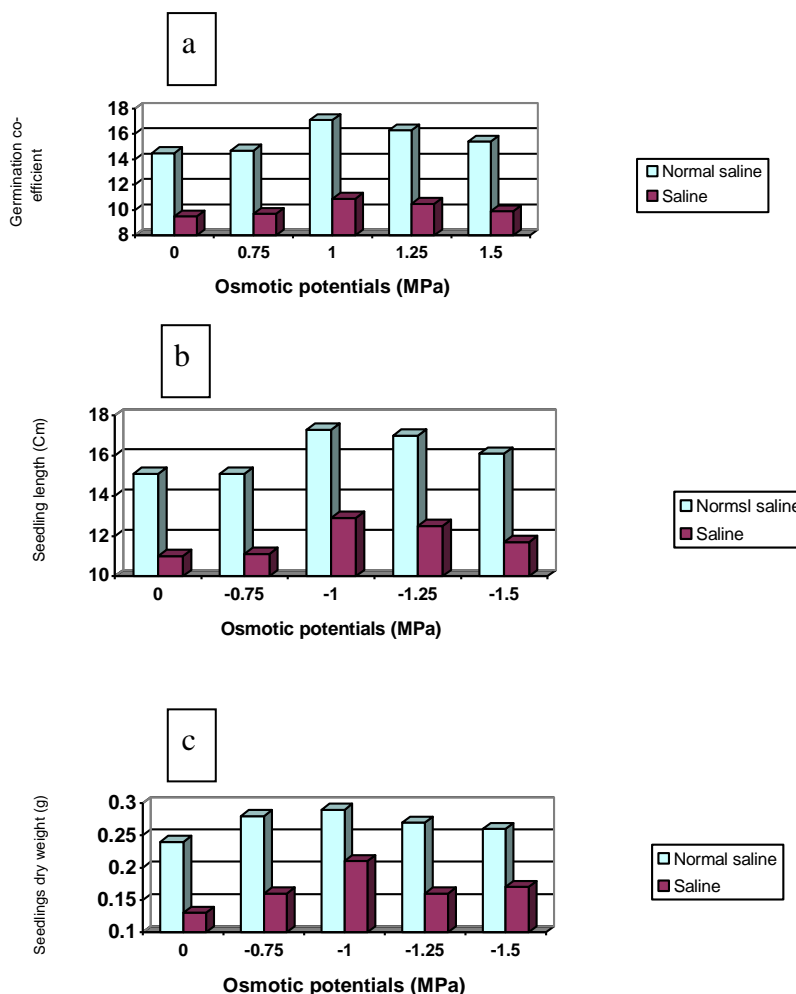 a
Germination co-
efficient
18
16
14
12
10
8
0 0.75 1 1.25 1.5
Osmotic potentials (MPa)
Normal saline
Saline
b
Seedling length (Cm)
18
16
14
12
10
0 -0.75 -1 -1.25 -1.5
Osmotic potentials (MPa)
Normsl saline
Saline
c
Seedlings dry weight (g)
0.3
0.25
0.2
0.15
0.1
0 -0.75 -1 -1.25 -1.5
Osmotic potentials (MPa)
Normal saline
Saline